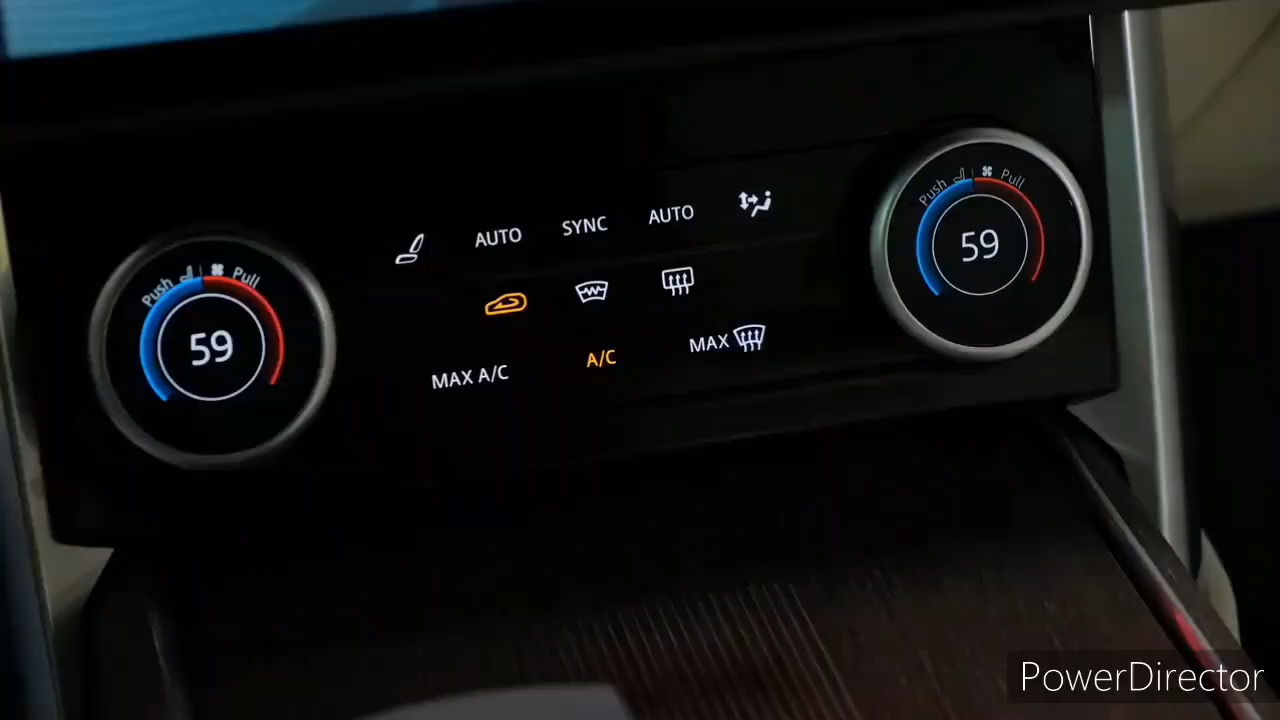 Push Pull
59
AUTO SYNC AUTO
MAX A/C A/C MAX
Push Pull
59
PowerDirector